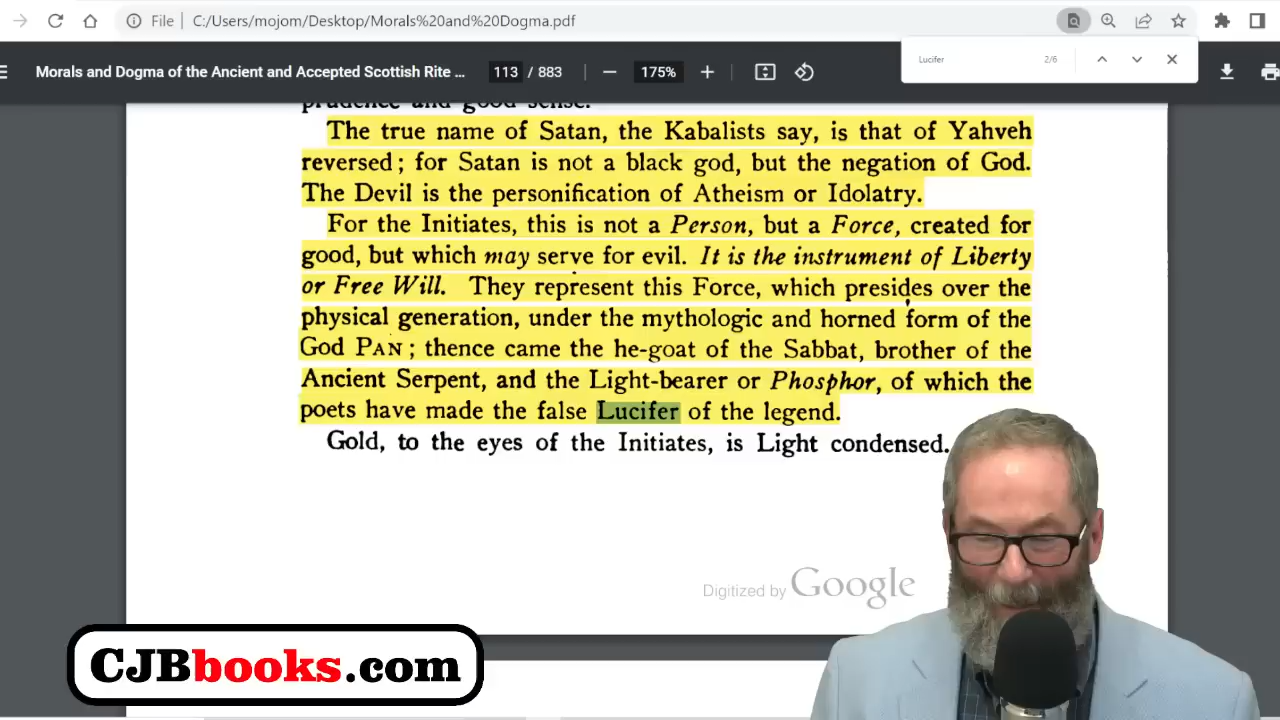 File
C:/Users/mojom/Desktop/Morals%20and%20Dogma.pdf
Lucifer
2/6
Morals and Dogma of the Ancient and Accepted Scottish Rite ...
113 / 883
175%
prudence and good sense.
The true name of Satan, the Kabalists say, is that of Yahveh
reversed; for Satan is not a black god, but the negation of God.
The Devil is the personification of Atheism or Idolatry.
For the Initiates, this is not a Person, but a Force, created for
good, but which may serve for evil. It is the instrument of Liberty
or Free Will. They represent this Force, which presides over the
physical generation, under the mythologic and horned form of the
God PAN; thence came the he-goat of the Sabbat, brother of the
Ancient Serpent, and the Light-bearer or Phosphor, of which the
poets have made the false Lucifer of the legend.
Gold, to the eyes of the Initiates, is Light condensed.
Digitized by Google
CJBbooks.com